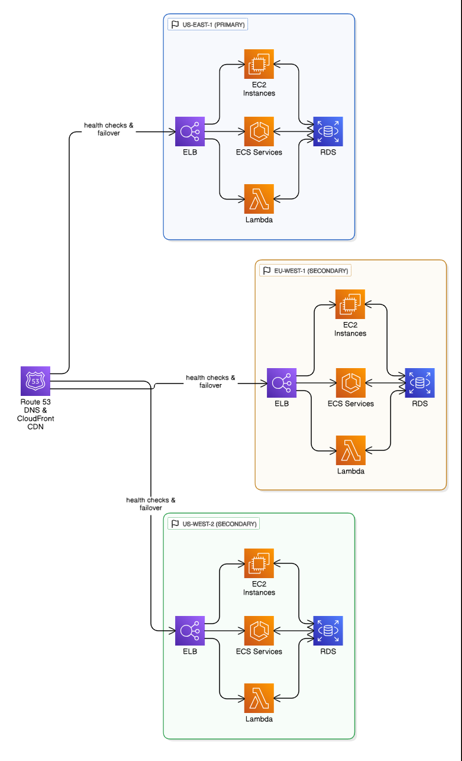 US-EAST-1 (PRIMARY)
EC2
Instances
health checks &
failover
ELB
ECS Services
RDS
Lambda
EU-WEST-1 (SECONDARY)
EC2
Instances
health checks &
failover
ELB
ECS Services
RDS
53
Route 53
DNS &
CloudFront
CDN
Lambda
health checks &
failover
US-WEST-2 (SECONDARY)
EC2
Instances
ELB
ECS Services
RDS
Lambda